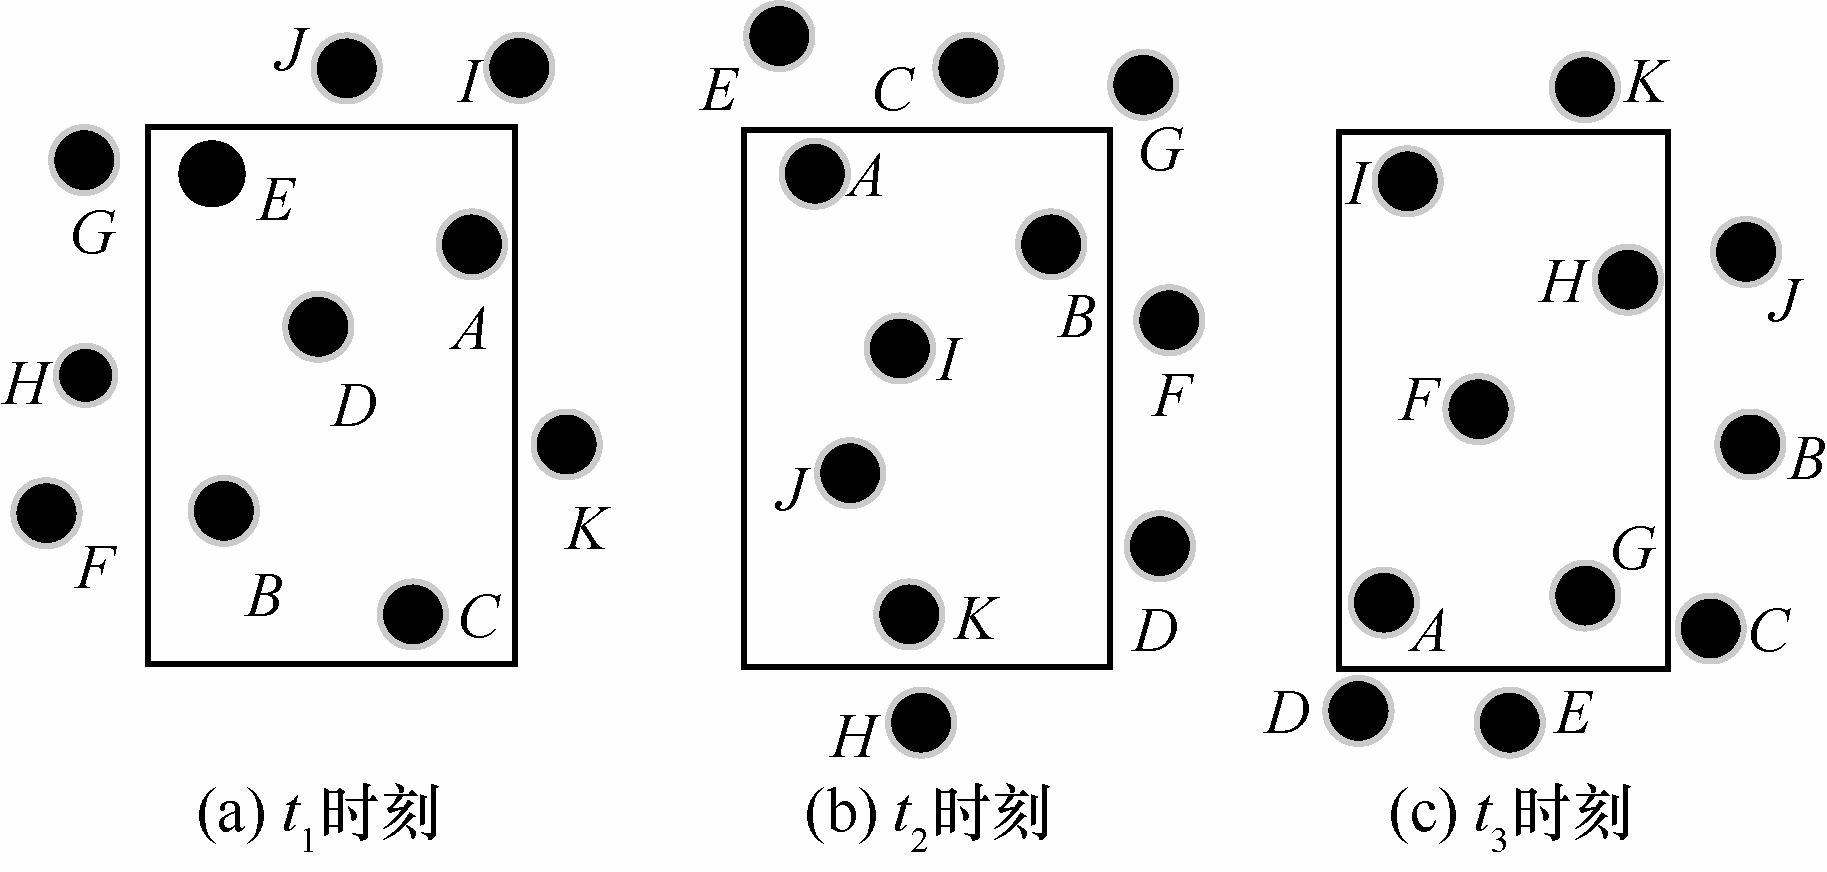 J I
G E
A
D
H
F B C
K
(a) t₁时刻
E C G
A
B
I F
J
K D
H
(b) t₂时刻
K
I
H J
F B
G
A C
D E
(c) t₃时刻